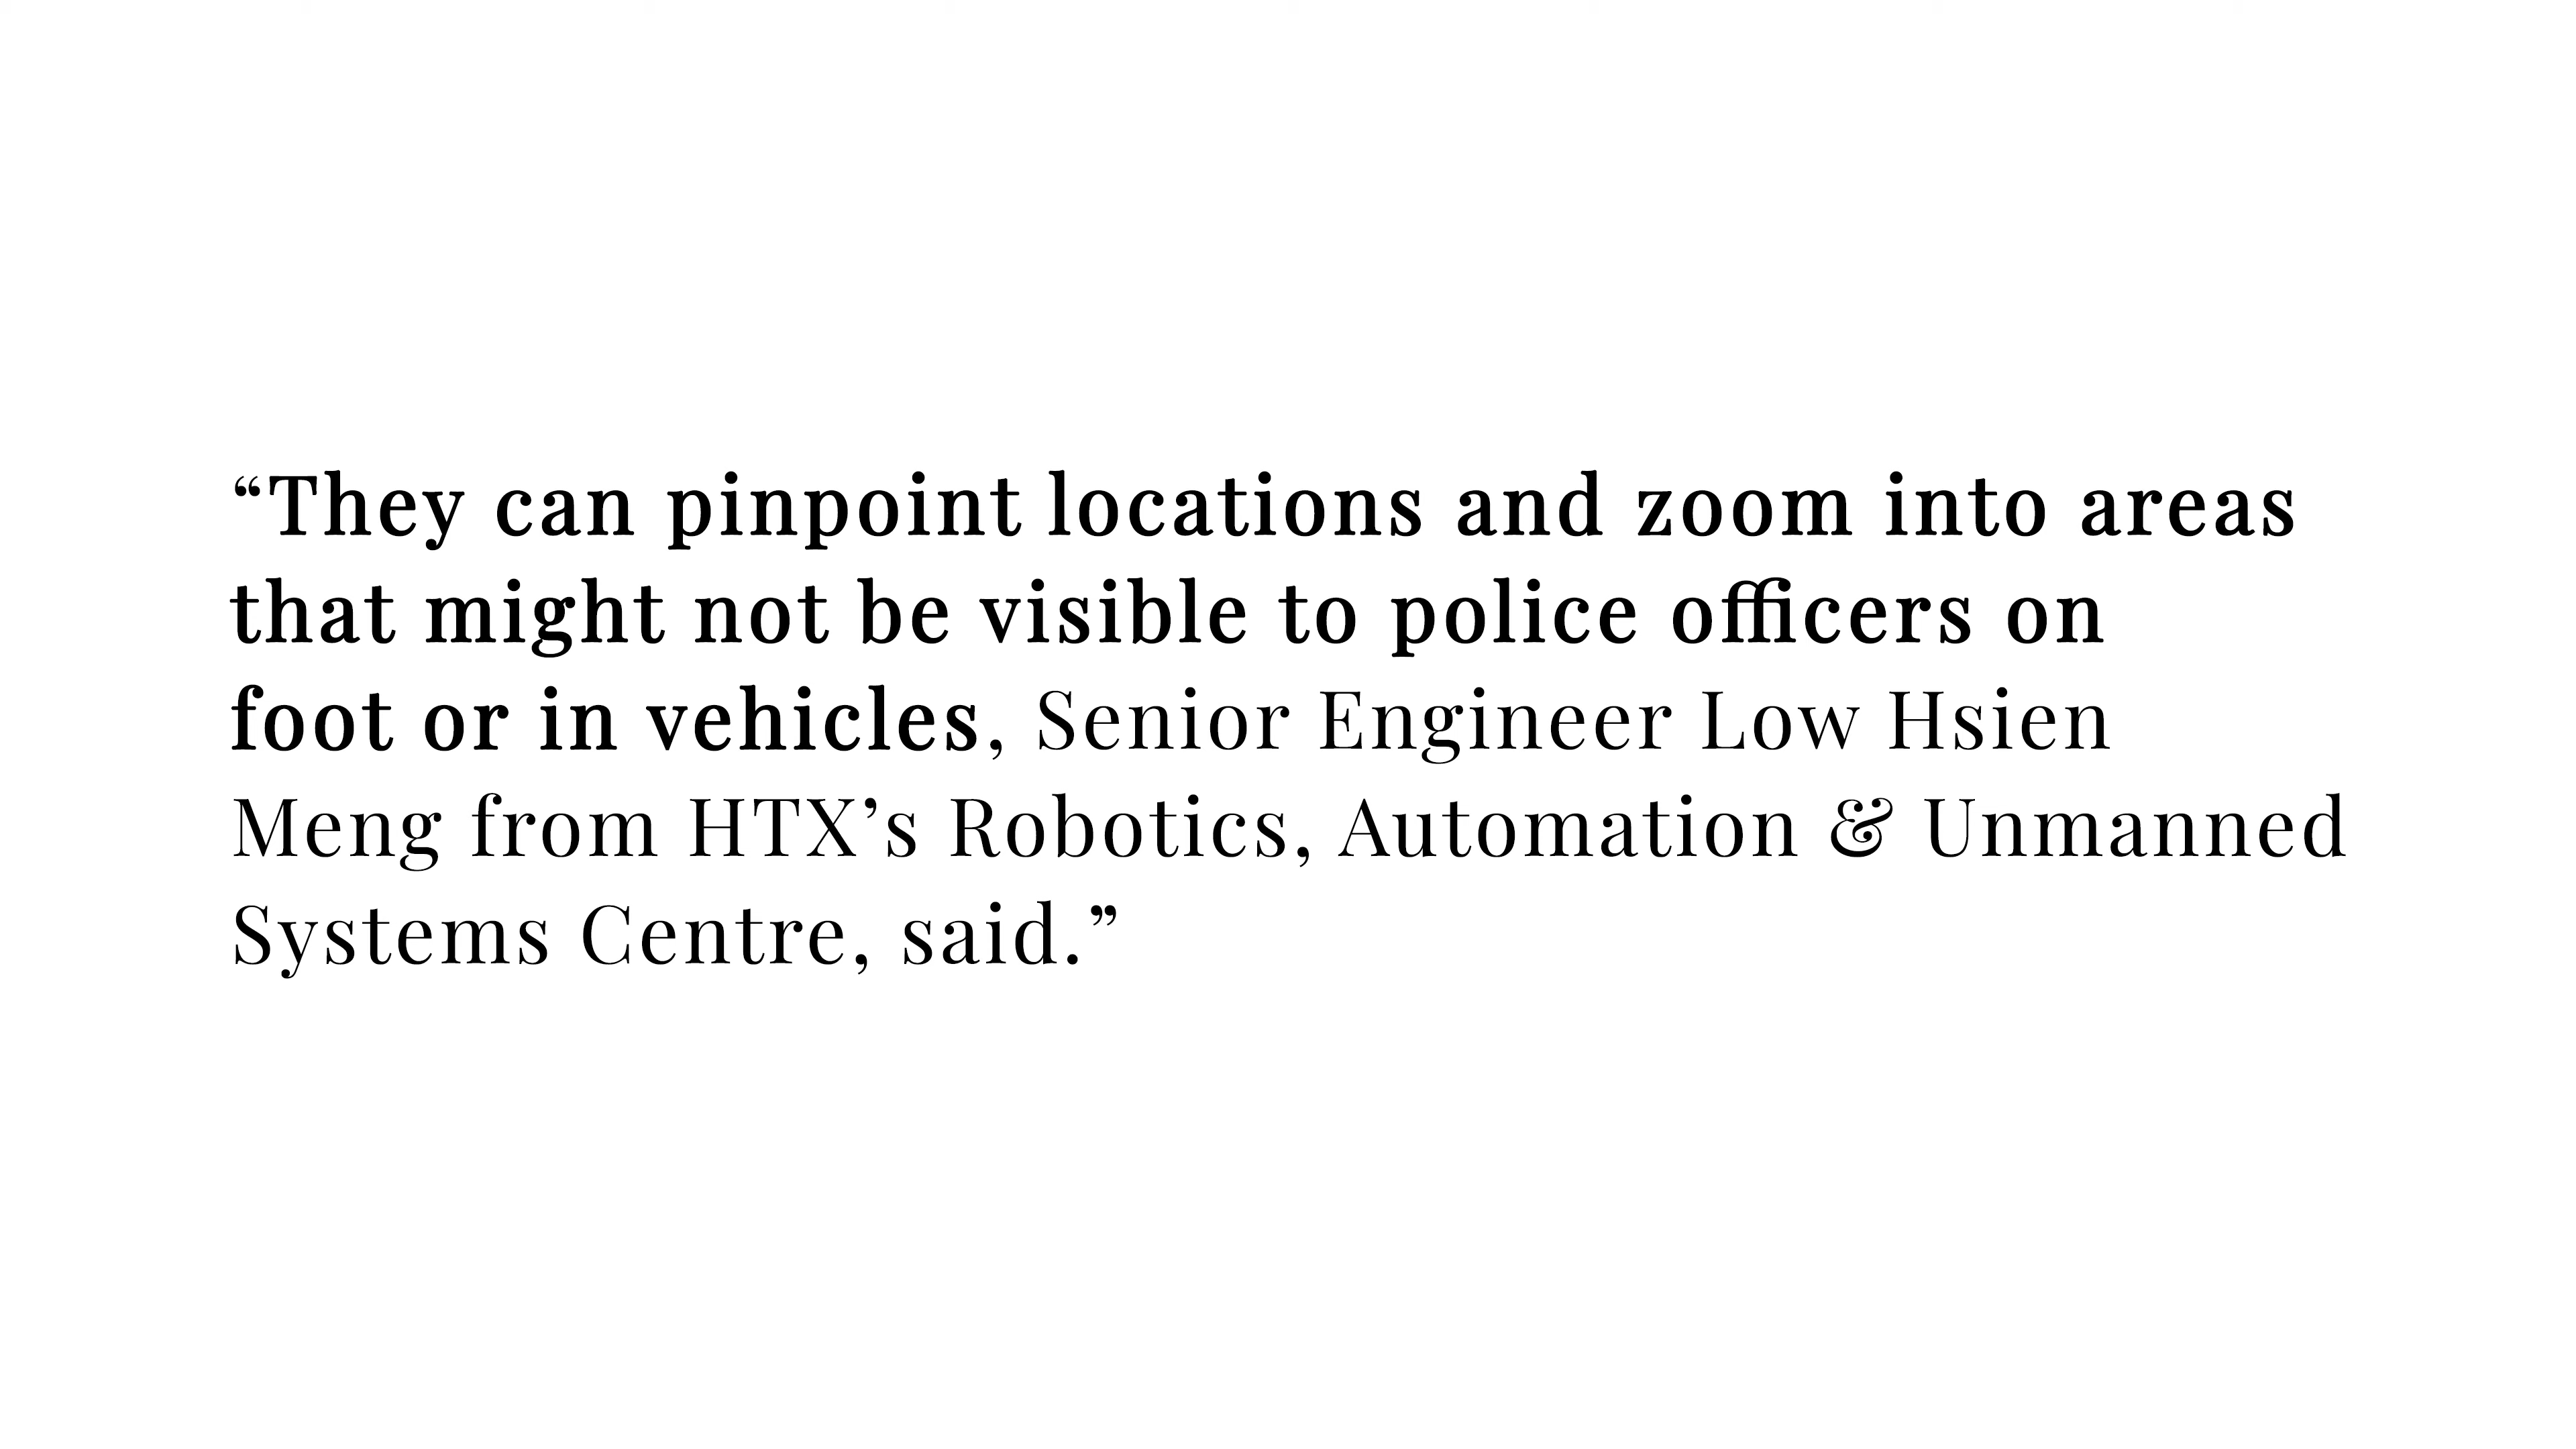 “They can pinpoint locations and zoom into areas
that might not be visible to police officers on
foot or in vehicles, Senior Engineer Low Hsien
Meng from HTX’s Robotics, Automation & Unmanned
Systems Centre, said.”